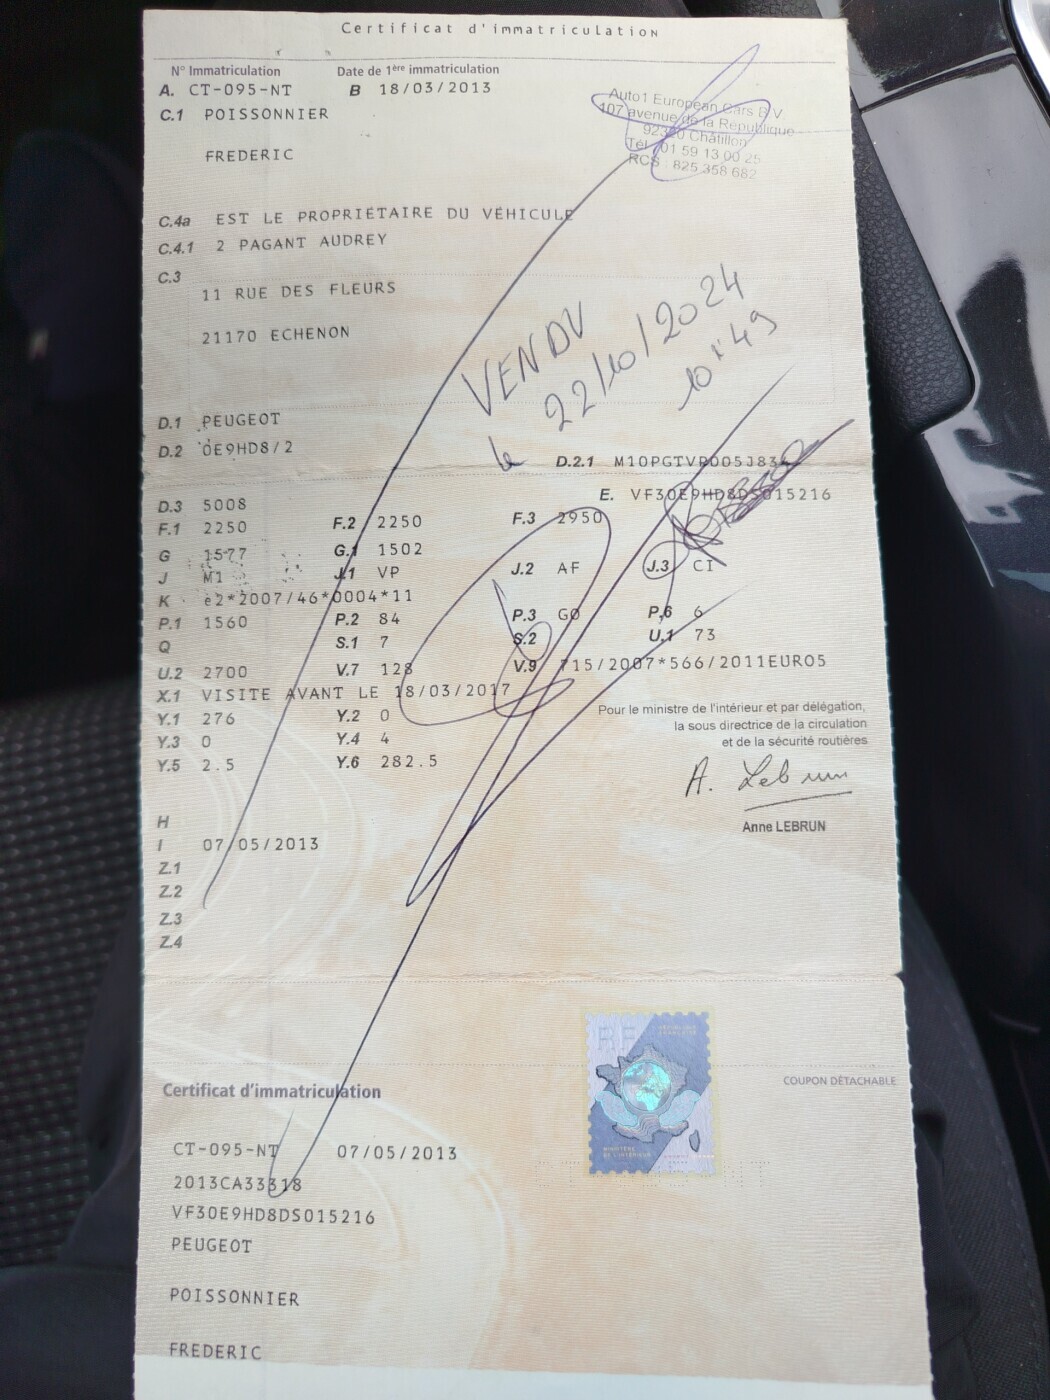 Certificat d'immatriculation
N° Immatriculation Date de 1ère immatriculation
A. CT-095-NT B 18/03/2013
Auto1 European Cars B.V
107 avenue de la République
92320 Châtillon
Tél 01 59 13 00 25
RCS 825 358 682
C.1 POISSONNIER
FREDERIC
C.4a EST LE PROPRIÉTAIRE DU VÉHICULE
C.4.1 2 PAGANT AUDREY
C.3
11 RUE DES FLEURS
21170 ECHENON
VENDU
le 22/10/2024
10H49
D.1 PEUGEOT
D.2 0E9HD8/2 D.2.1 M10PGTVP005J834
E. VF30E9HD8DS015216
D.3 5008
F.1 2250 F.2 2250 F.3 2950
G 1577 G.1 1502
J M1 J.1 VP J.2 AF J.3 CI
K e2*2007/46*0004*11
P.1 1560 P.2 84 P.3 GO P.6 6
Q S.1 7 S.2 U.1 73
U.2 2700 V.7 128 V.9 715/2007*566/2011EURO5
X.1 VISITE AVANT LE 18/03/2017
Y.1 276 Y.2 0
Y.3 0 Y.4 4
Y.5 2.5 Y.6 282.5
Pour le ministre de l'intérieur et par délégation,
la sous directrice de la circulation
et de la sécurité routières
A. Lebrun
Anne LEBRUN
H
I 07/05/2013
Z.1
Z.2
Z.3
Z.4
RF RÉPUBLIQUE FRANÇAISE
MINISTÈRE DE L'INTÉRIEUR
COUPON DÉTACHABLE
Certificat d'immatriculation
CT-095-NT 07/05/2013
2013CA33318
VF30E9HD8DS015216
PEUGEOT
POISSONNIER
FREDERIC